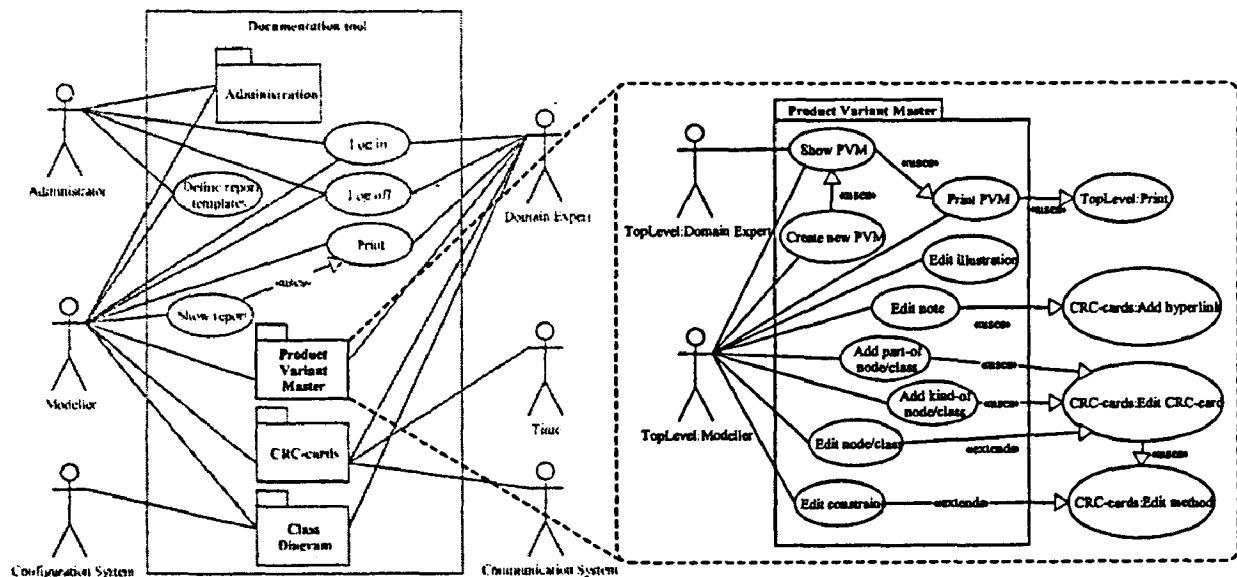 Documentation tool
Administration
Log in
Administrator
Define report
templates
Log off
Domain Expert
Print
«uses»
Show report
Product
Variant
Master
Modeller
Time
CRC-cards
Class
Diagram
Configuration System
Communication System
Product Variant Master
Show PVM
«uses»
Print PVM
«uses»
TopLevel:Print
«uses»
TopLevel:Domain Expert
Create new PVM
Edit illustration
Edit note
«uses»
CRC-cards:Add hyperlink
Add part-of
node/class
«uses»
Add kind-of
node/class
«uses»
CRC-cards:Edit CRC-card
TopLevel:Modeller
Edit node/class
«extends»
«uses»
Edit constraint
«extends»
CRC-cards:Edit method